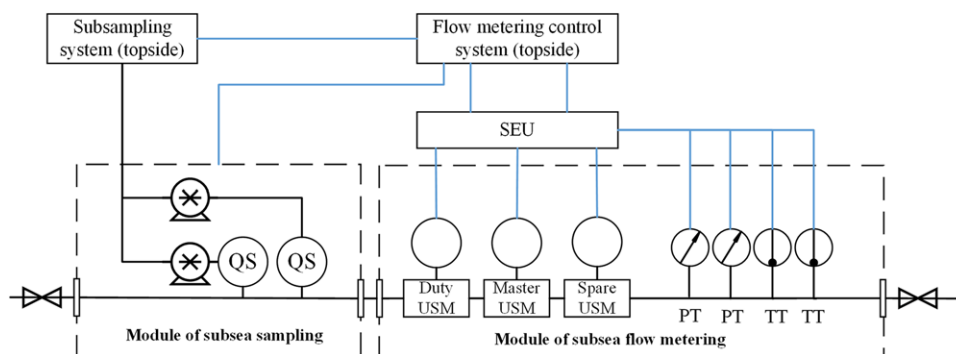 Subsampling
system (topside)
Flow metering control
system (topside)
SEU
QS
QS
Duty
USM
Master
USM
Spare
USM
PT
PT
TT
TT
Module of subsea sampling
Module of subsea flow metering